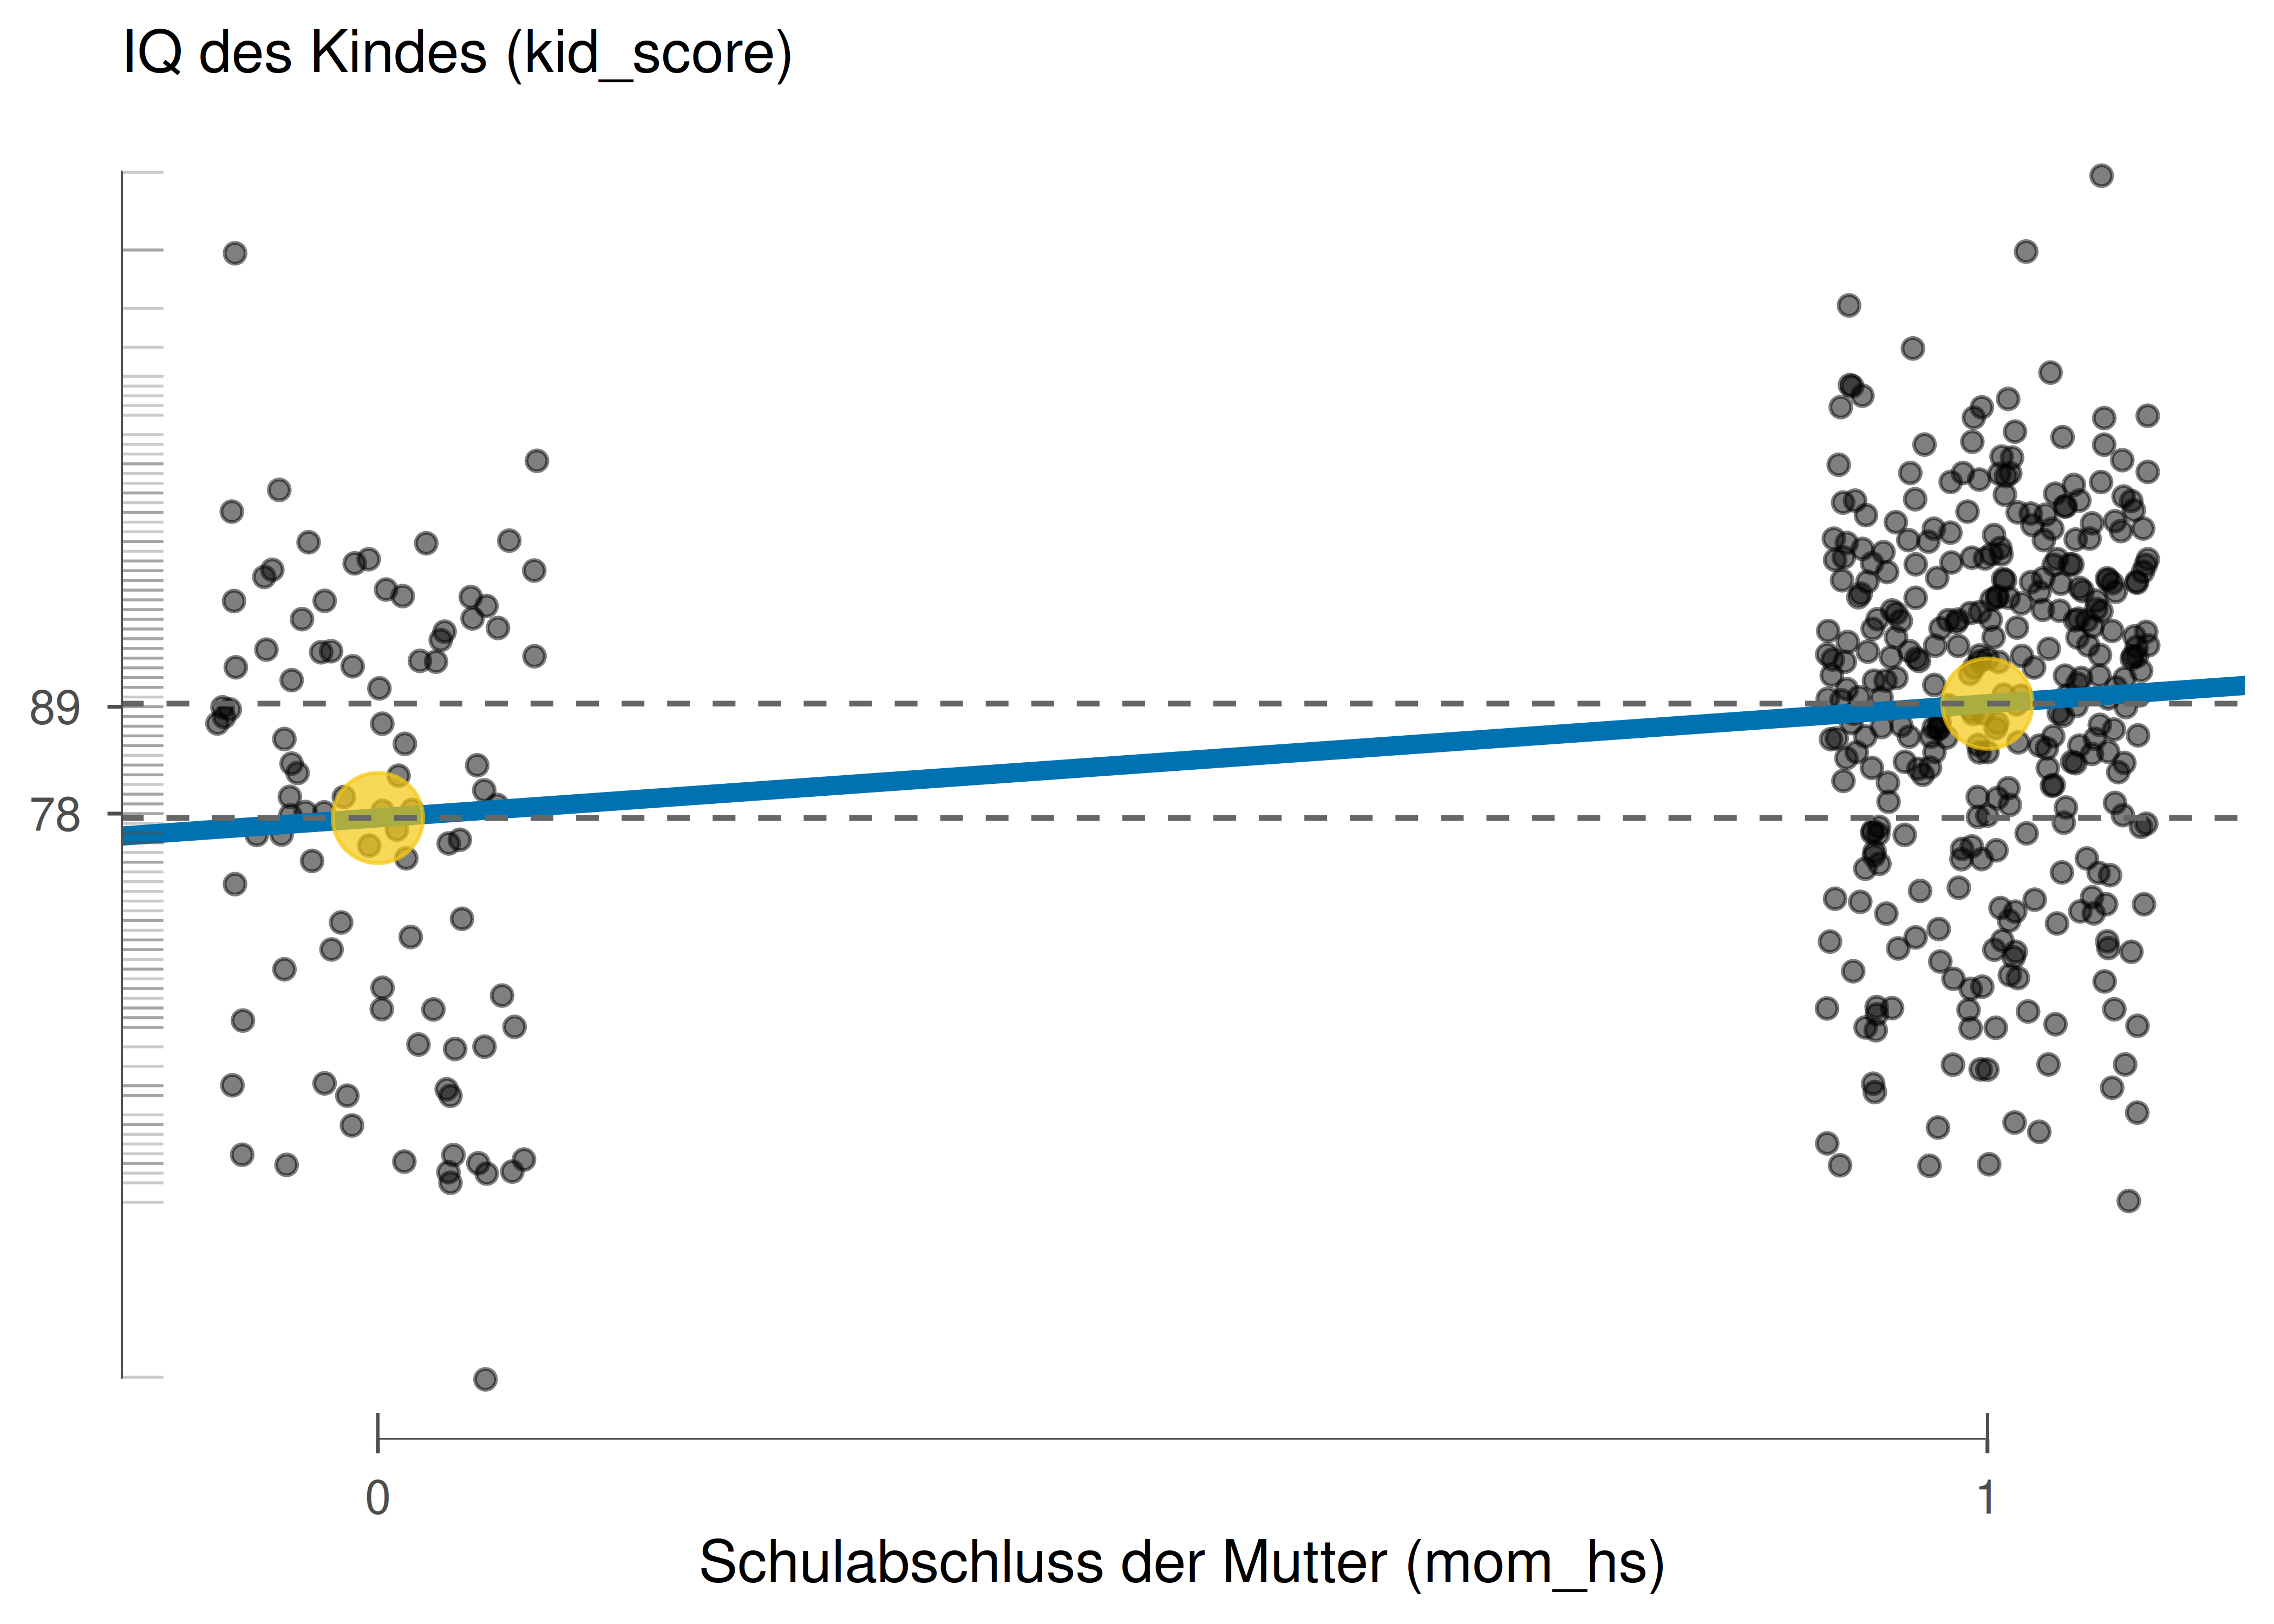 IQ des Kindes (kid_score)
89
78
0
1
Schulabschluss der Mutter (mom_hs)